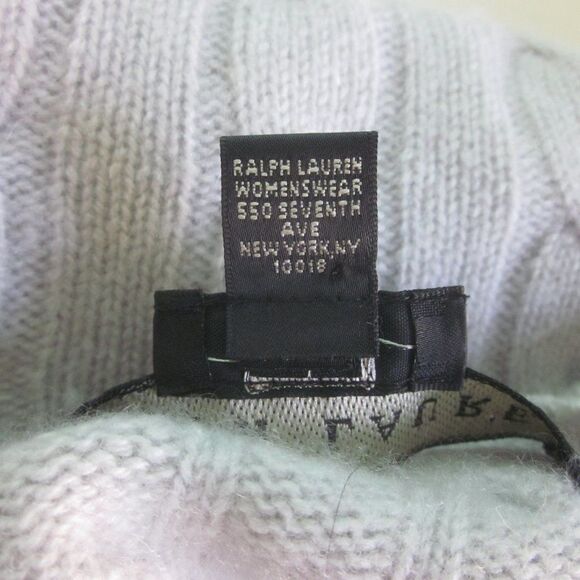 RALPH LAUREN
WOMENSWEAR
550 SEVENTH
AVE
NEW YORK, NY
10018